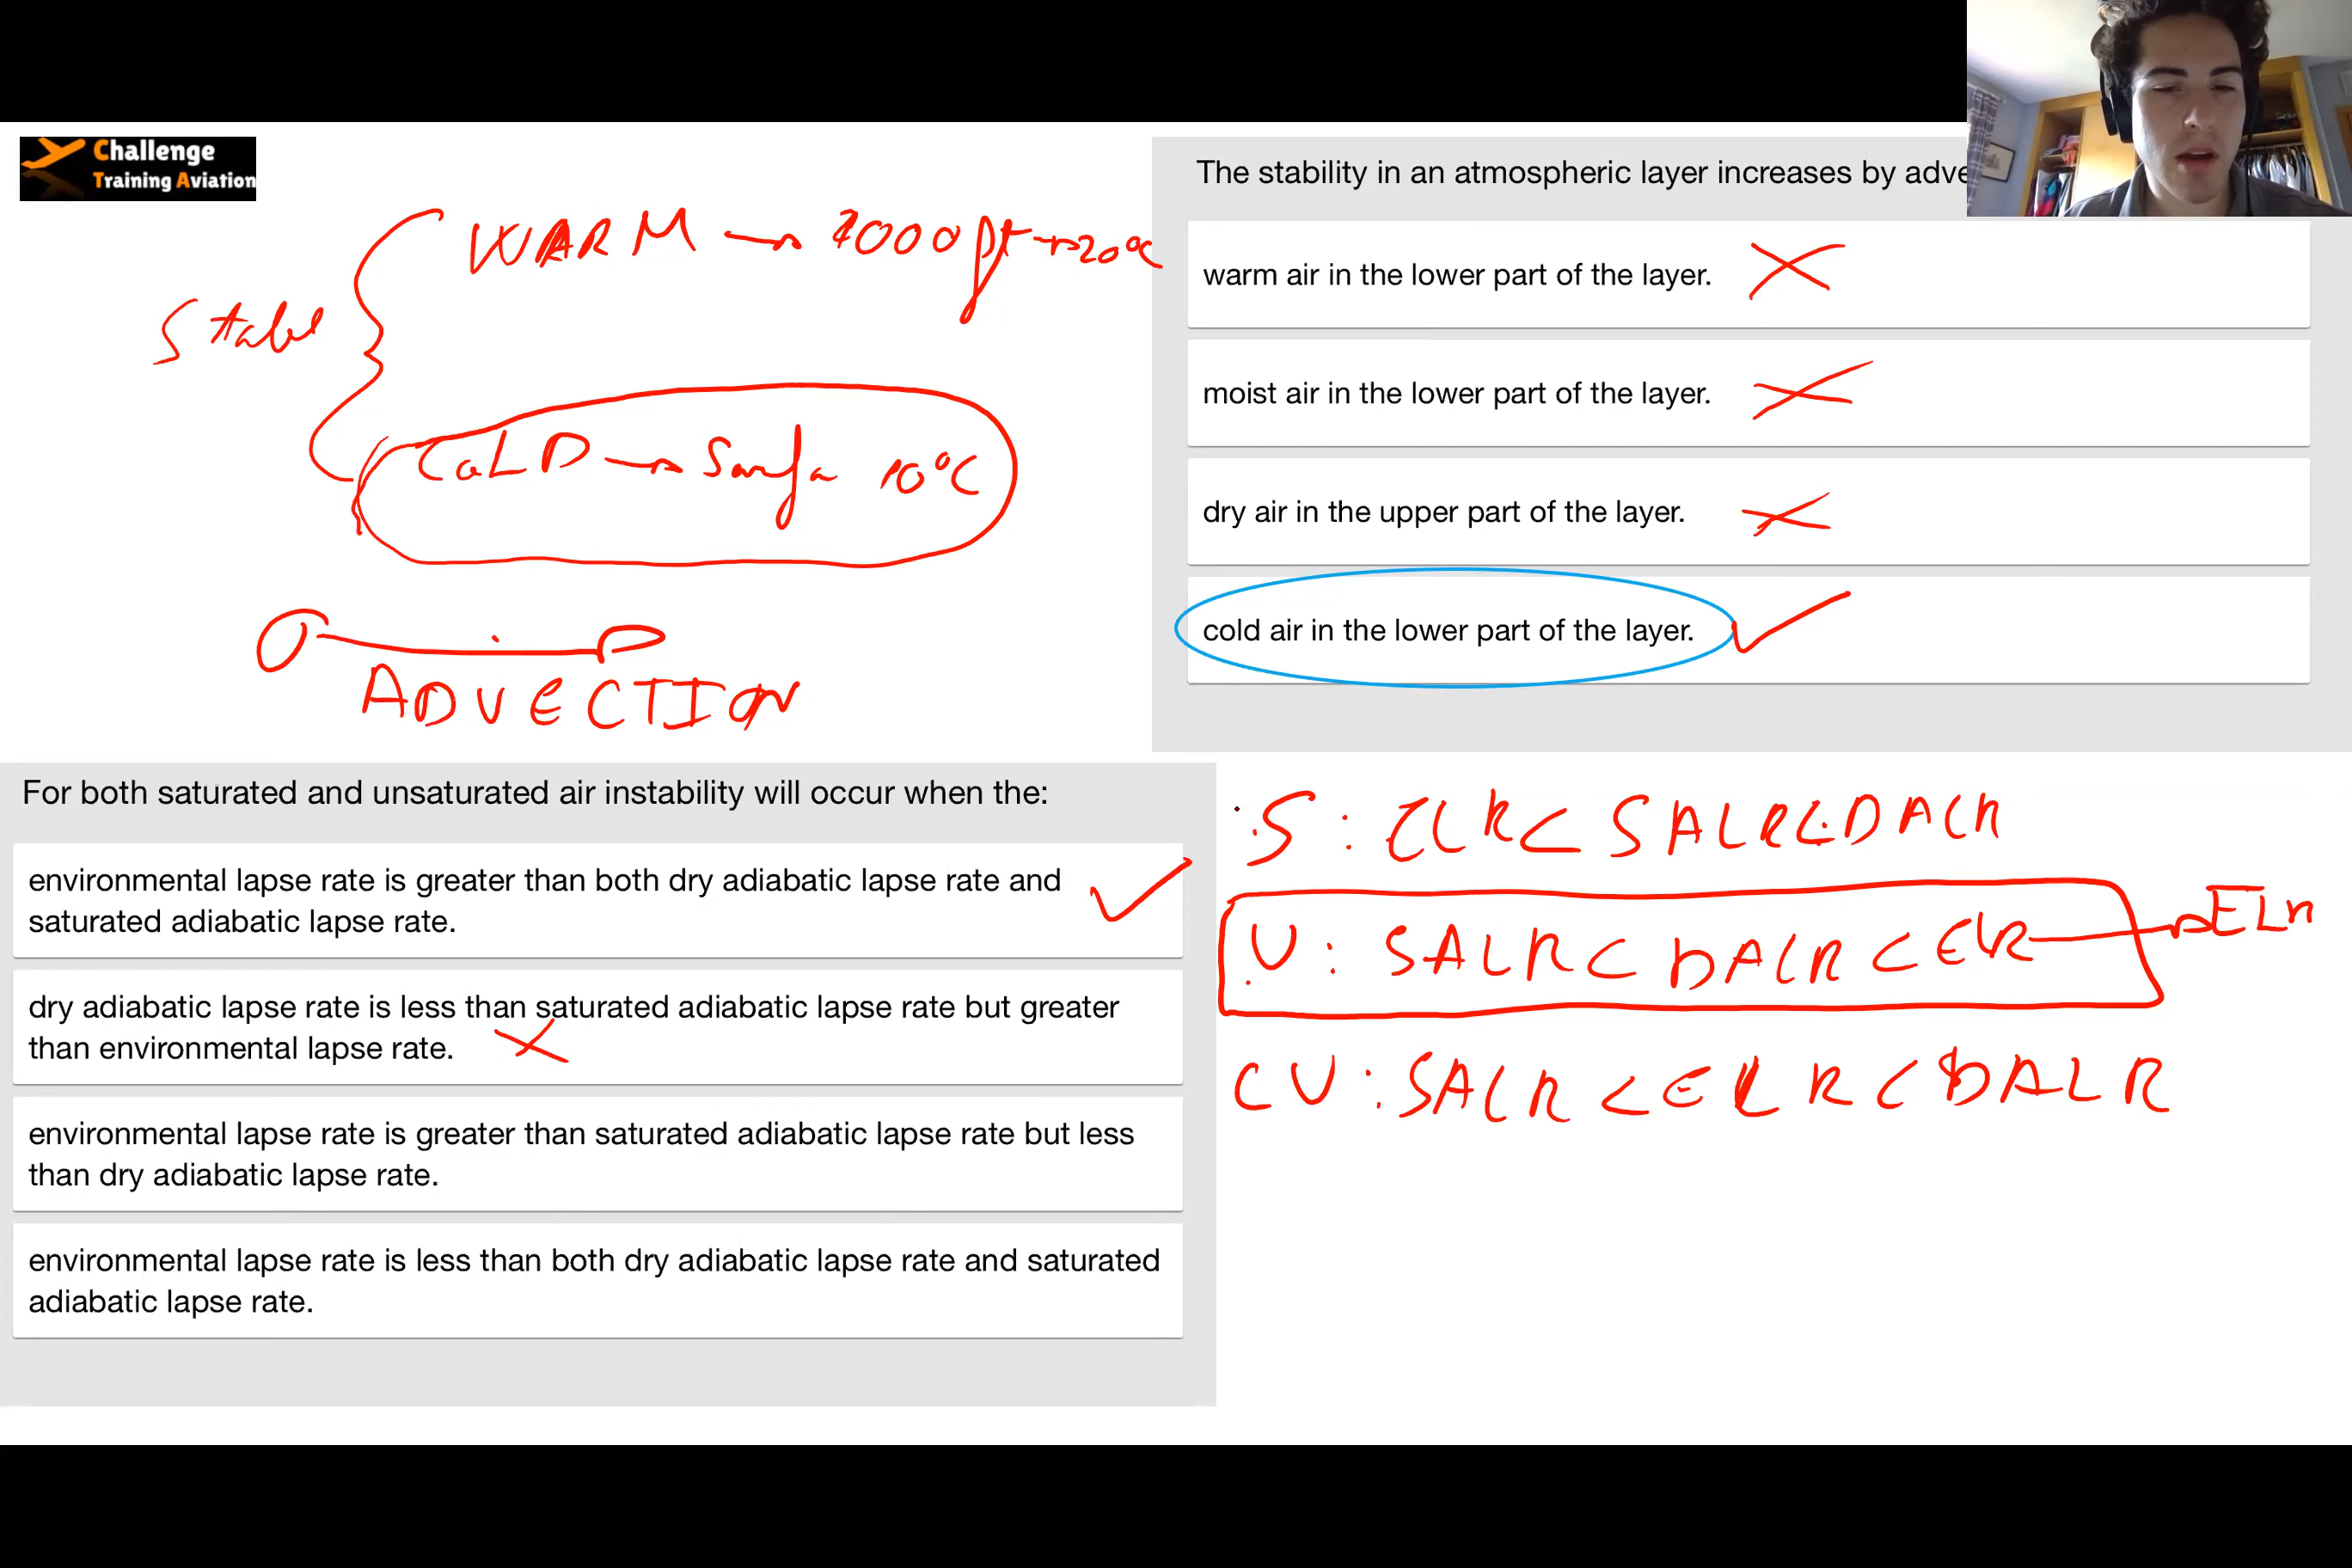 Challenge
Training Aviation
WARM → 2000 ft → 20°C
Stable
COLD → Surfa 10°C
ADVECTION
The stability in an atmospheric layer increases by adve
warm air in the lower part of the layer.
moist air in the lower part of the layer.
dry air in the upper part of the layer.
cold air in the lower part of the layer.
For both saturated and unsaturated air instability will occur when the:
environmental lapse rate is greater than both dry adiabatic lapse rate and
saturated adiabatic lapse rate.
dry adiabatic lapse rate is less than saturated adiabatic lapse rate but greater
than environmental lapse rate.
environmental lapse rate is greater than saturated adiabatic lapse rate but less
than dry adiabatic lapse rate.
environmental lapse rate is less than both dry adiabatic lapse rate and saturated
adiabatic lapse rate.
S: ELR < SALR < DALR
U: SALR < DALR < ELR → ELR
CU: SALR < ELR < DALR